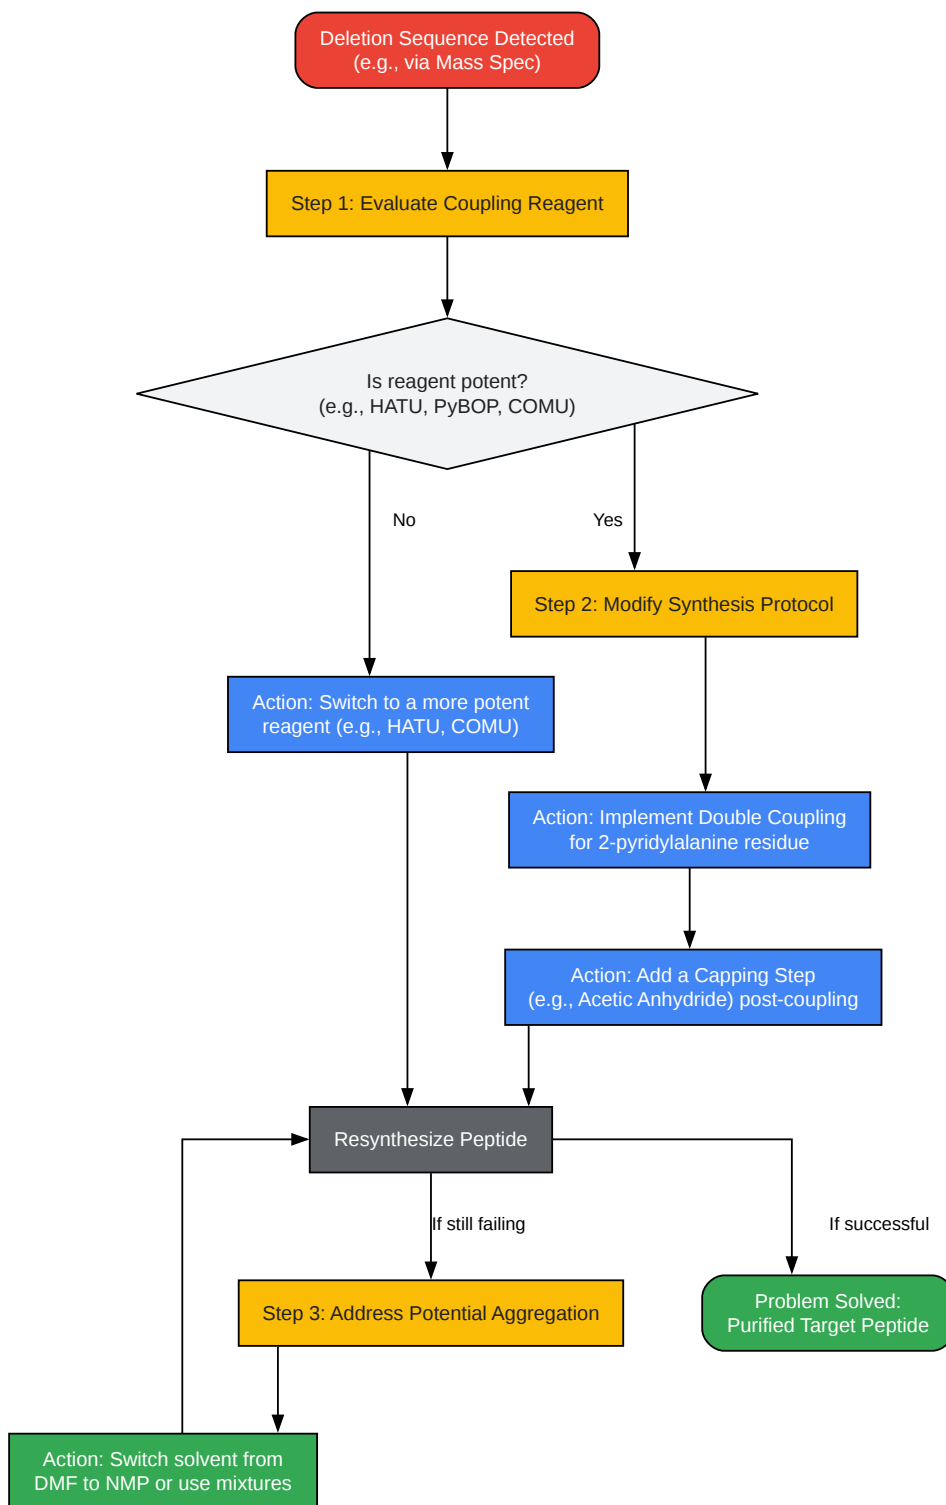 Deletion Sequence Detected
(e.g., via Mass Spec)
Step 1: Evaluate Coupling Reagent
Is reagent potent?
(e.g., HATU, PyBOP, COMU)
No
Yes
Step 2: Modify Synthesis Protocol
Action: Switch to a more potent
reagent (e.g., HATU, COMU)
Action: Implement Double Coupling
for 2-pyridylalanine residue
Action: Add a Capping Step
(e.g., Acetic Anhydride) post-coupling
Resynthesize Peptide
If still failing
If successful
Step 3: Address Potential Aggregation
Problem Solved:
Purified Target Peptide
Action: Switch solvent from
DMF to NMP or use mixtures